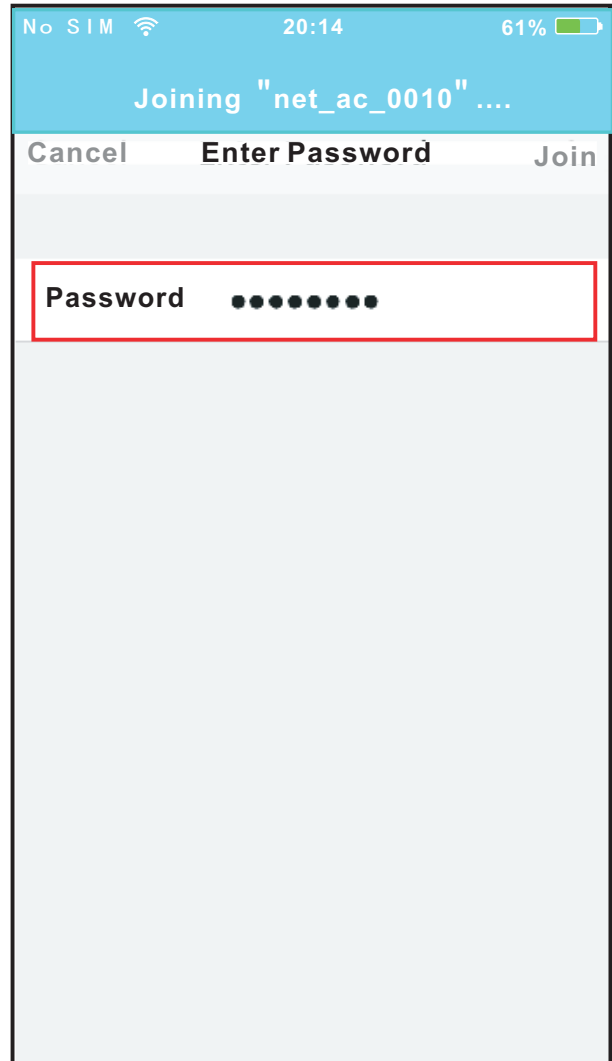 No SIM 20:14 61%
Joining "net_ac_0010"....
Cancel Enter Password Join
Password ●●●●●●●●